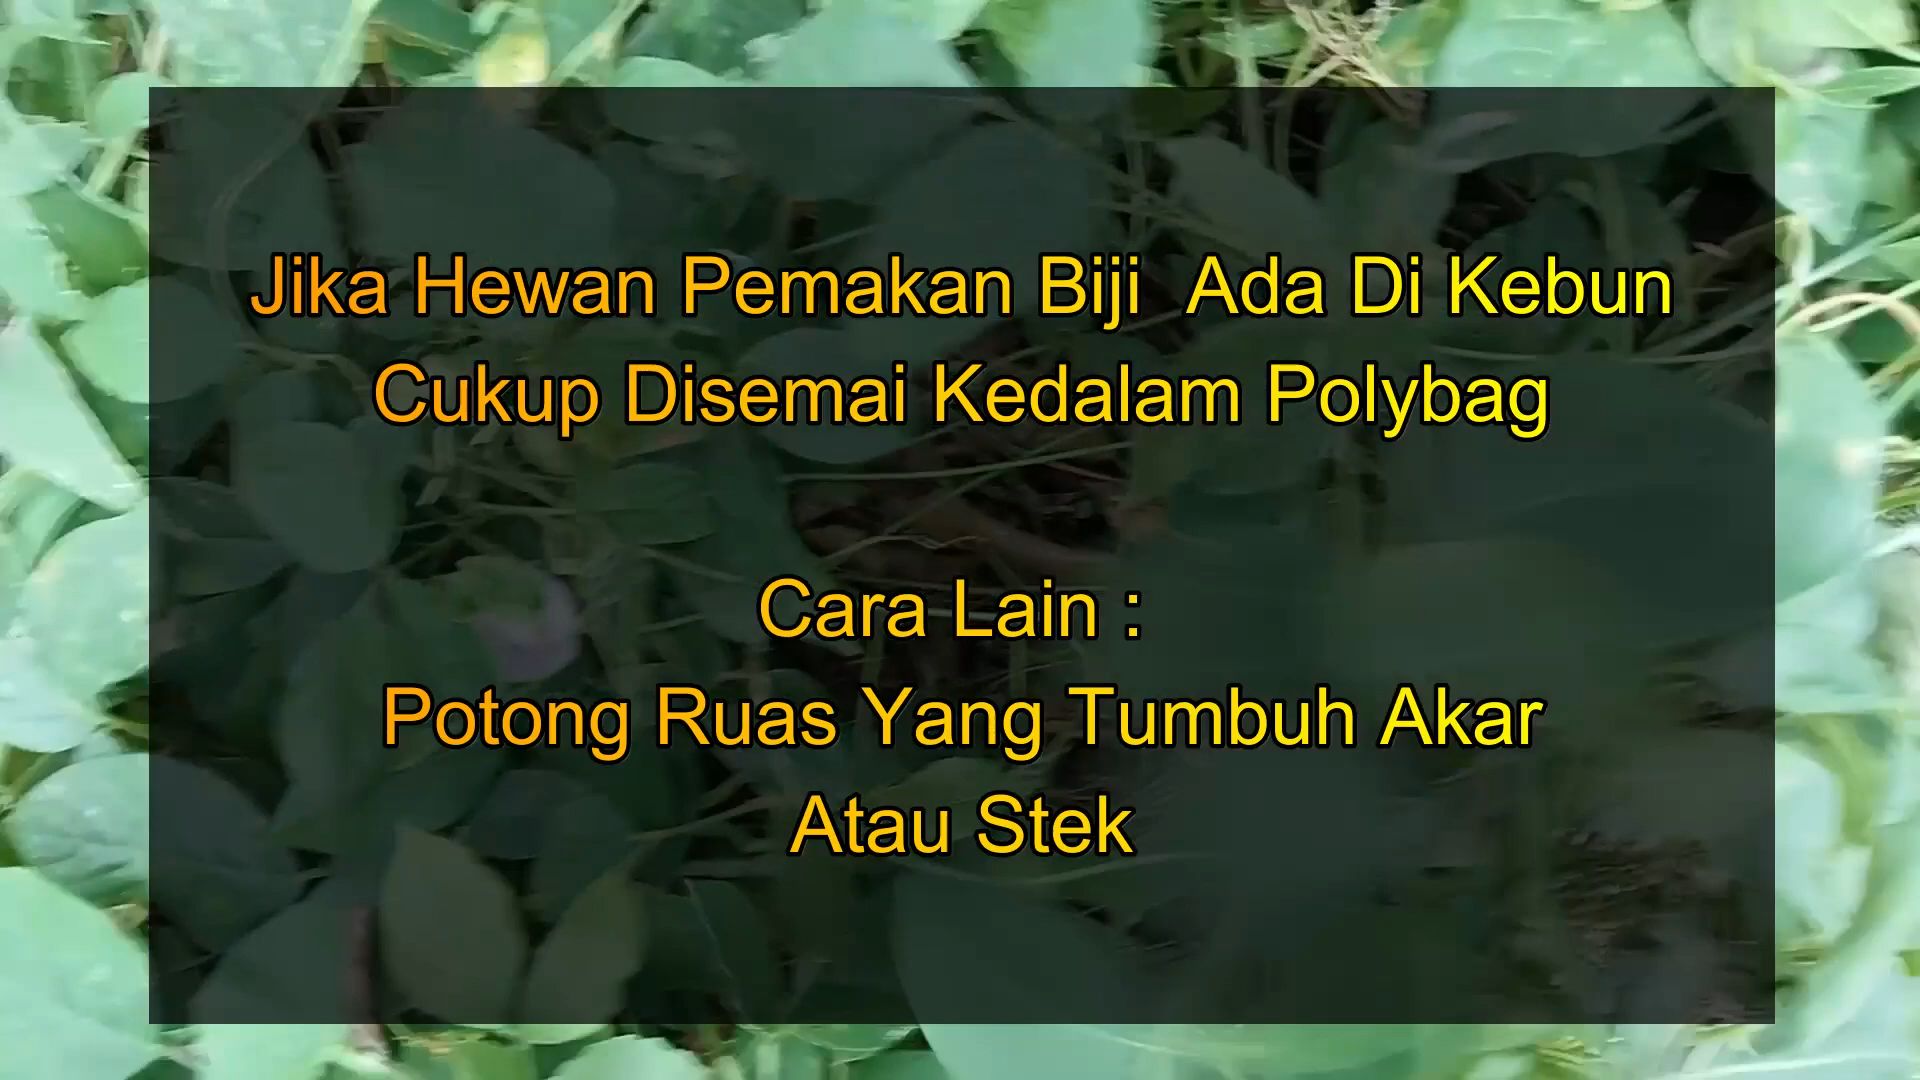 Jika Hewan Pemakan Biji  Ada Di Kebun
Cukup Disemai Kedalam Polybag
Cara Lain :
Potong Ruas Yang Tumbuh Akar
Atau Stek